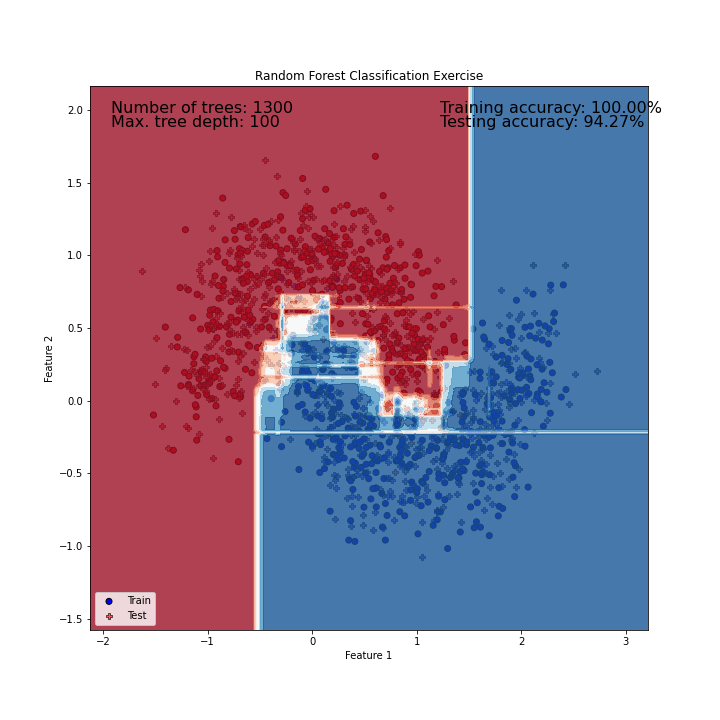 Random Forest Classification Exercise
Number of trees: 1300
Max. tree depth: 100
Training accuracy: 100.00%
Testing accuracy: 94.27%
Feature 2
2.0
1.5
1.0
0.5
0.0
−0.5
−1.0
−1.5
Train
Test
−2
−1
0
1
2
3
Feature 1